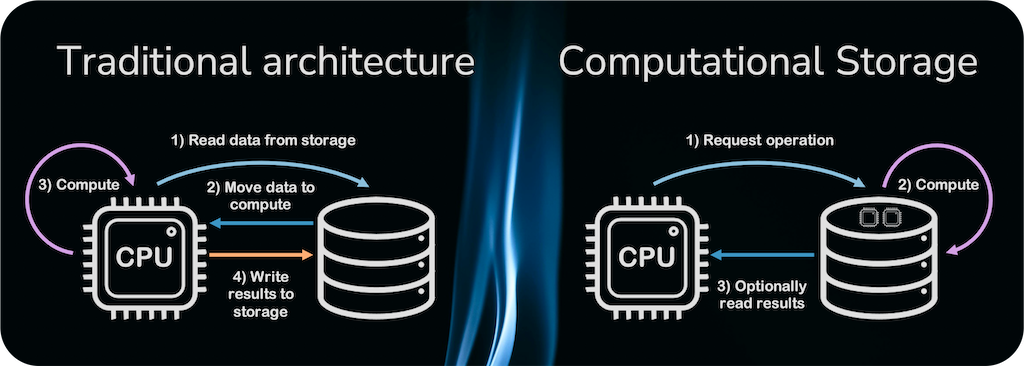 Traditional architecture
1) Read data from storage
3) Compute
2) Move data to
compute
CPU
4) Write
results to
storage
Computational Storage
1) Request operation
2) Compute
CPU
3) Optionally
read results